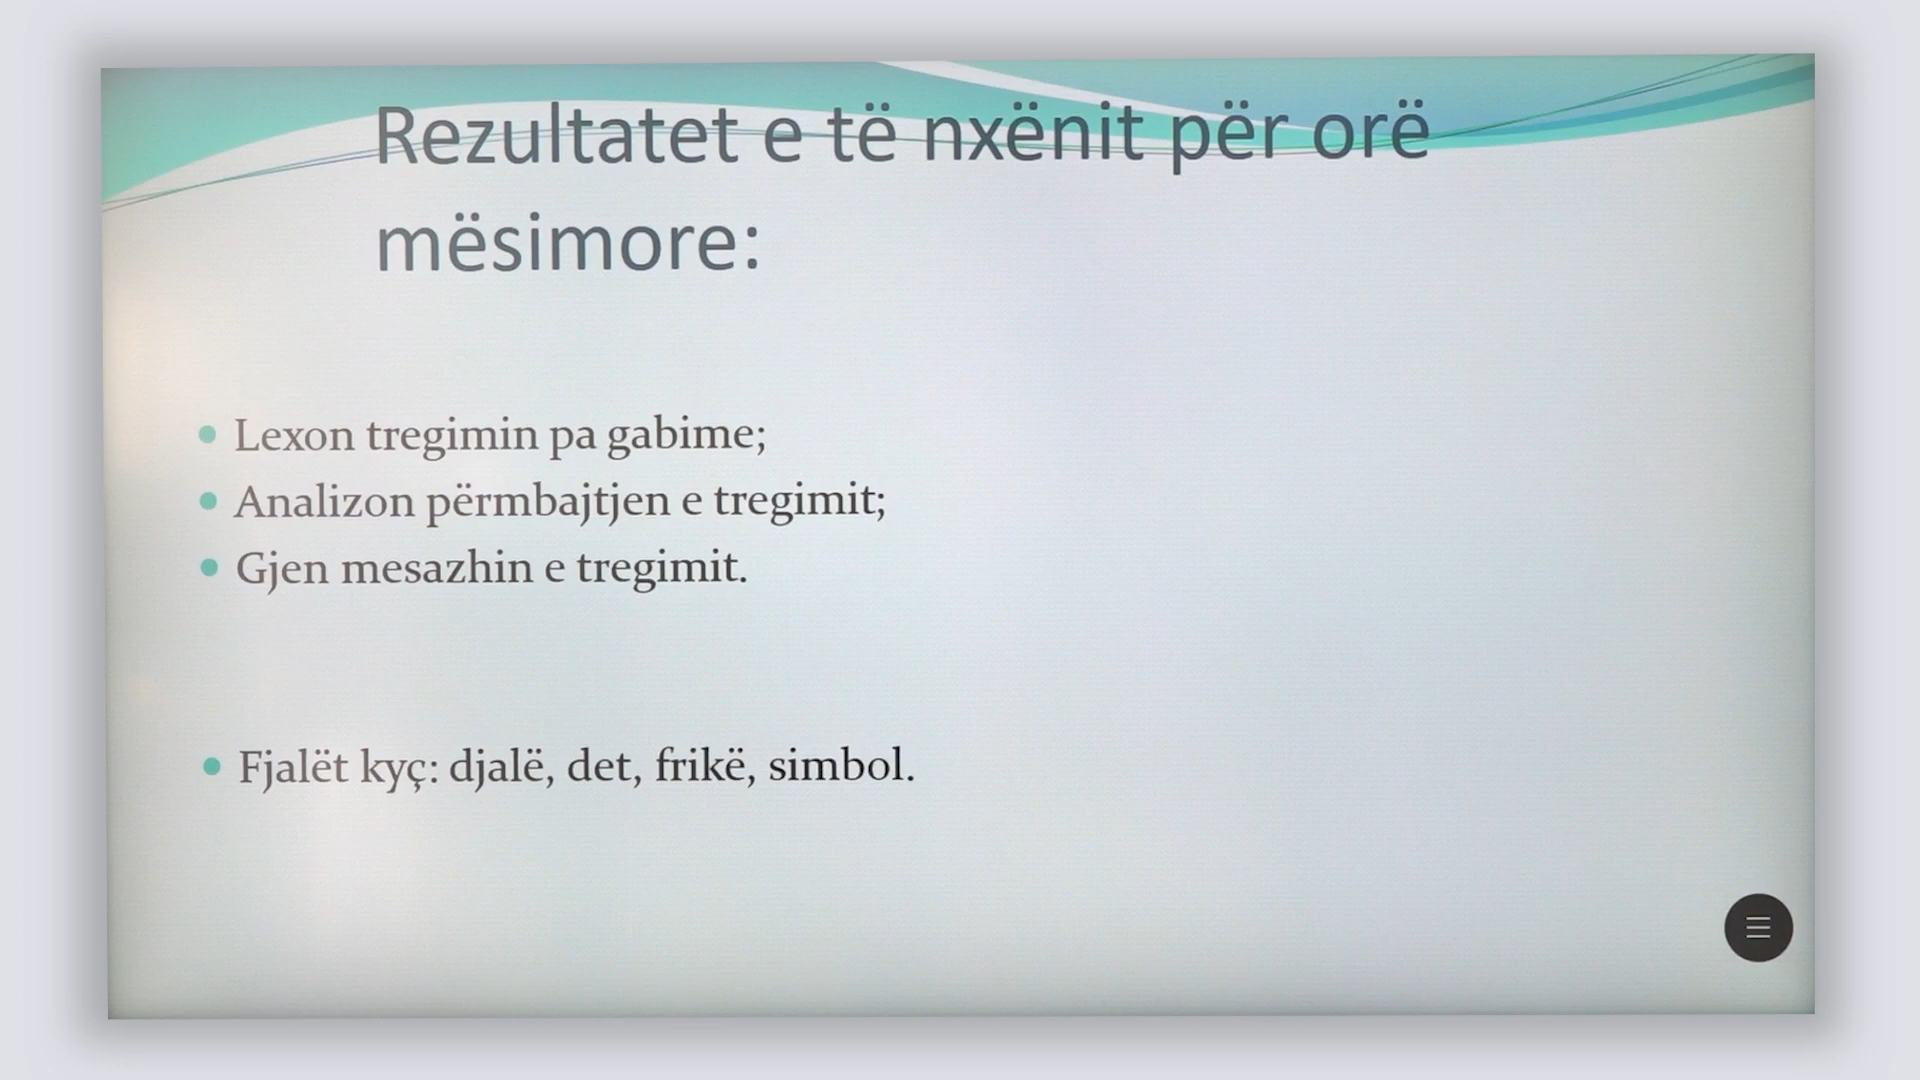 Rezultatet e të nxënit për orë
mësimore:
Lexon tregimin pa gabime;
Analizon përmbajtjen e tregimit;
Gjen mesazhin e tregimit.
Fjalët kyç: djalë, det, frikë, simbol.